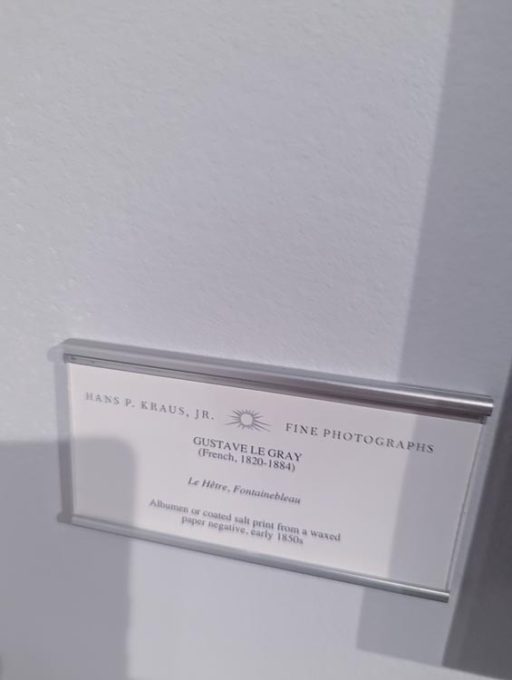 HANS P. KRAUS, JR. FINE PHOTOGRAPHS
GUSTAVE LE GRAY
(French, 1820-1884)
Le Hêtre, Fontainebleau
Albumen or coated salt print from a waxed
paper negative, early 1850s